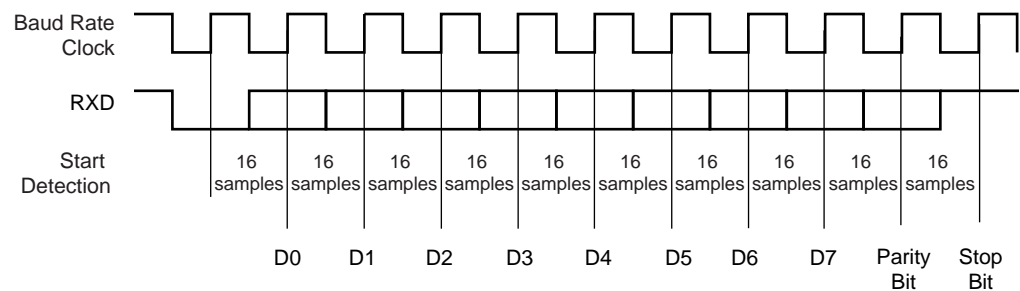 Baud Rate
Clock
RXD
Start
Detection
16 16 16 16 16 16 16 16 16 16
samples samples samples samples samples samples samples samples samples samples
D0 D1 D2 D3 D4 D5 D6 D7 Parity Stop
Bit Bit